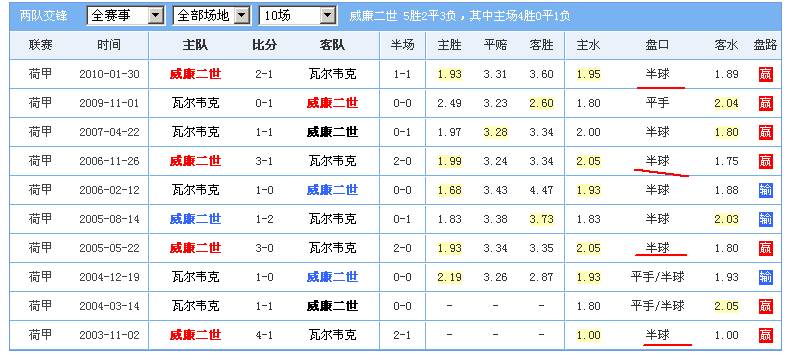 两队交锋 全赛事 全部场地 10场 威廉二世 5胜2平3负，其中主场4胜0平1负
联赛 时间 主队 比分 客队 半场 主胜 平赔 客胜 主水 盘口 客水 盘路
荷甲 2010-01-30 威廉二世 2-1 瓦尔韦克 1-1 1.93 3.31 3.60 1.95 半球 1.89 赢
荷甲 2009-11-01 瓦尔韦克 0-1 威廉二世 0-0 2.49 3.23 2.60 1.80 平手 2.04 赢
荷甲 2007-04-22 瓦尔韦克 1-1 威廉二世 0-1 1.97 3.28 3.34 2.00 半球 1.80 赢
荷甲 2006-11-26 威廉二世 3-1 瓦尔韦克 2-0 1.99 3.24 3.34 2.05 半球 1.75 赢
荷甲 2006-02-12 瓦尔韦克 1-0 威廉二世 0-0 1.68 3.43 4.47 1.93 半球 1.88 输
荷甲 2005-08-14 威廉二世 1-2 瓦尔韦克 0-1 1.83 3.38 3.73 1.83 半球 2.03 输
荷甲 2005-05-22 威廉二世 3-0 瓦尔韦克 2-0 1.93 3.34 3.35 2.05 半球 1.80 赢
荷甲 2004-12-19 瓦尔韦克 1-0 威廉二世 0-0 2.19 3.26 2.87 1.93 平手/半球 1.93 输
荷甲 2004-03-14 瓦尔韦克 1-1 威廉二世 0-0 - - - 1.80 平手/半球 2.05 赢
荷甲 2003-11-02 威廉二世 4-1 瓦尔韦克 2-1 - - - 1.00 半球 1.00 赢